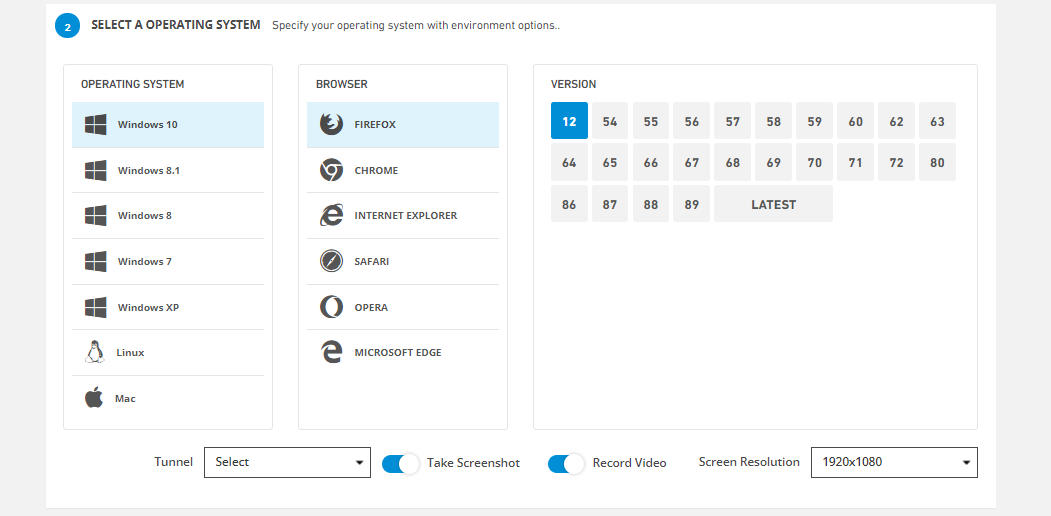 2 SELECT A OPERATING SYSTEM Specify your operating system with environment options..
OPERATING SYSTEM
Windows 10
Windows 8.1
Windows 8
Windows 7
Windows XP
Linux
Mac
BROWSER
FIREFOX
CHROME
INTERNET EXPLORER
SAFARI
OPERA
MICROSOFT EDGE
VERSION
12 54 55 56 57 58 59 60 62 63
64 65 66 67 68 69 70 71 72 80
86 87 88 89 LATEST
Tunnel Select Take Screenshot Record Video Screen Resolution 1920x1080